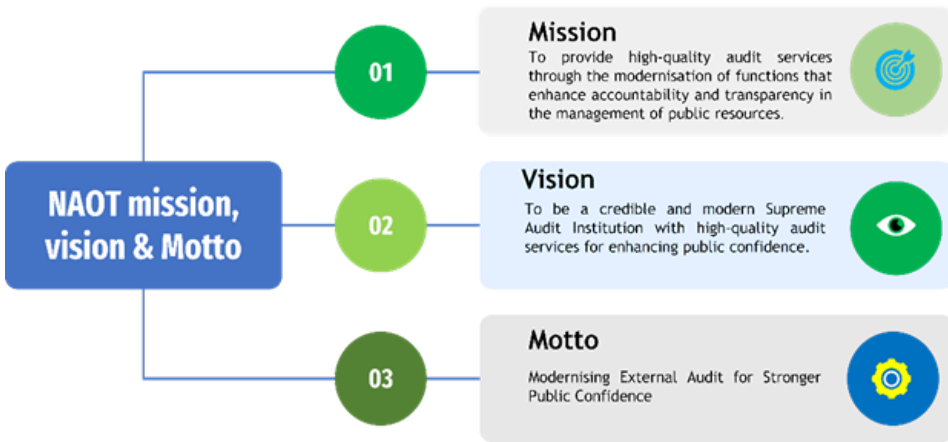 NAOT mission,
vision & Motto
01
Mission
To provide high-quality audit services
through the modernisation of functions that
enhance accountability and transparency in
the management of public resources.
02
Vision
To be a credible and modern Supreme
Audit Institution with high-quality audit
services for enhancing public confidence.
03
Motto
Modernising External Audit for Stronger
Public Confidence